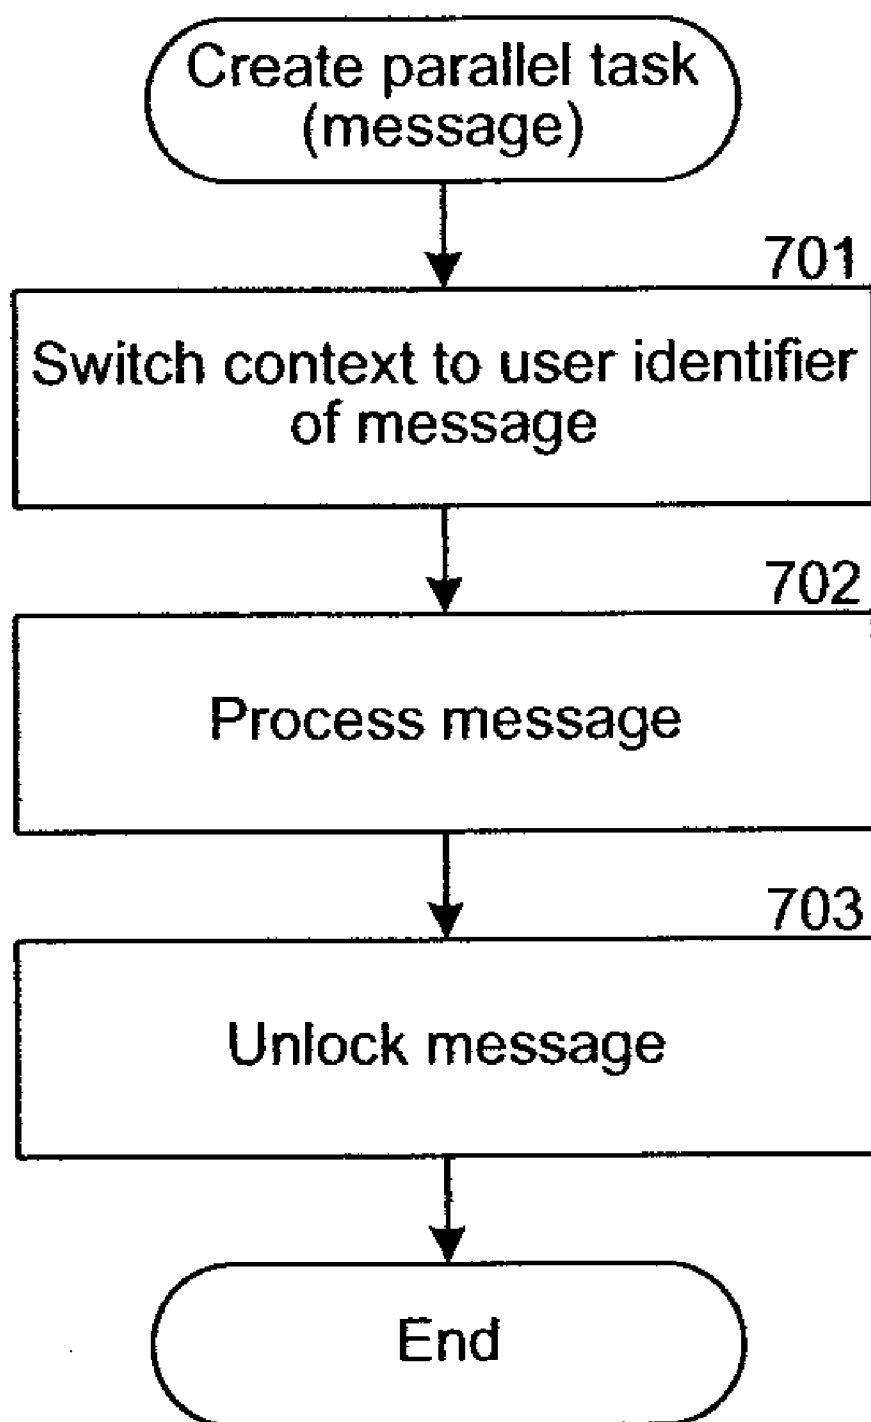 Create parallel task
(message)
701
Switch context to user identifier
of message
702
Process message
703
Unlock message
End